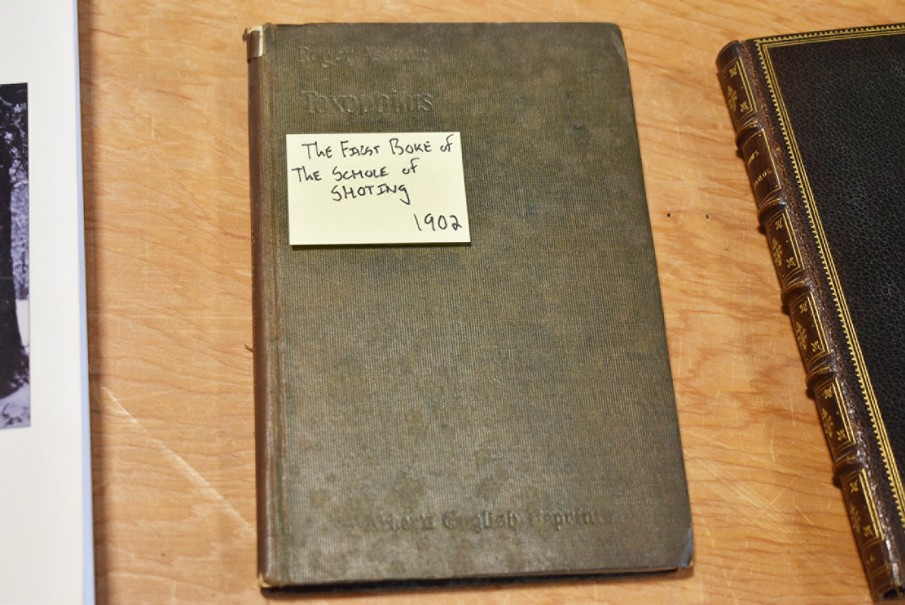 Roger Ascham
Toxophilus
THE FIRST BOKE of
THE SCHOLE OF
SHOTING
1902
Arber's English Reprints